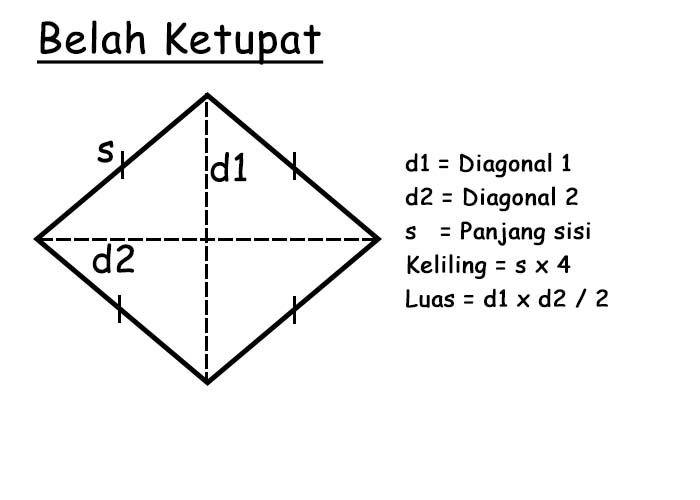 Belah Ketupat
s
d1
d2
d1 = Diagonal 1
d2 = Diagonal 2
s = Panjang sisi
Keliling = s x 4
Luas = d1 x d2 / 2